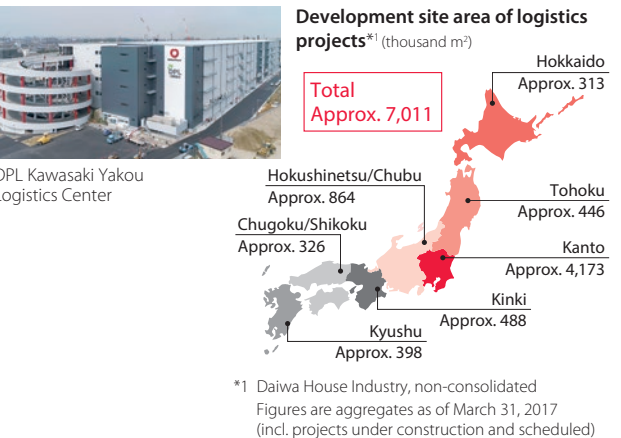 Development site area of logistics
projects*1 (thousand m²)
Total
Approx. 7,011
Hokkaido
Approx. 313
Tohoku
Approx. 446
Kanto
Approx. 4,173
Kinki
Approx. 488
Hokushinetsu/Chubu
Approx. 864
Chugoku/Shikoku
Approx. 326
Kyushu
Approx. 398
DPL
DPL Kawasaki Yakou
Logistics Center
*1 Daiwa House Industry, non-consolidated
Figures are aggregates as of March 31, 2017
(incl. projects under construction and scheduled)